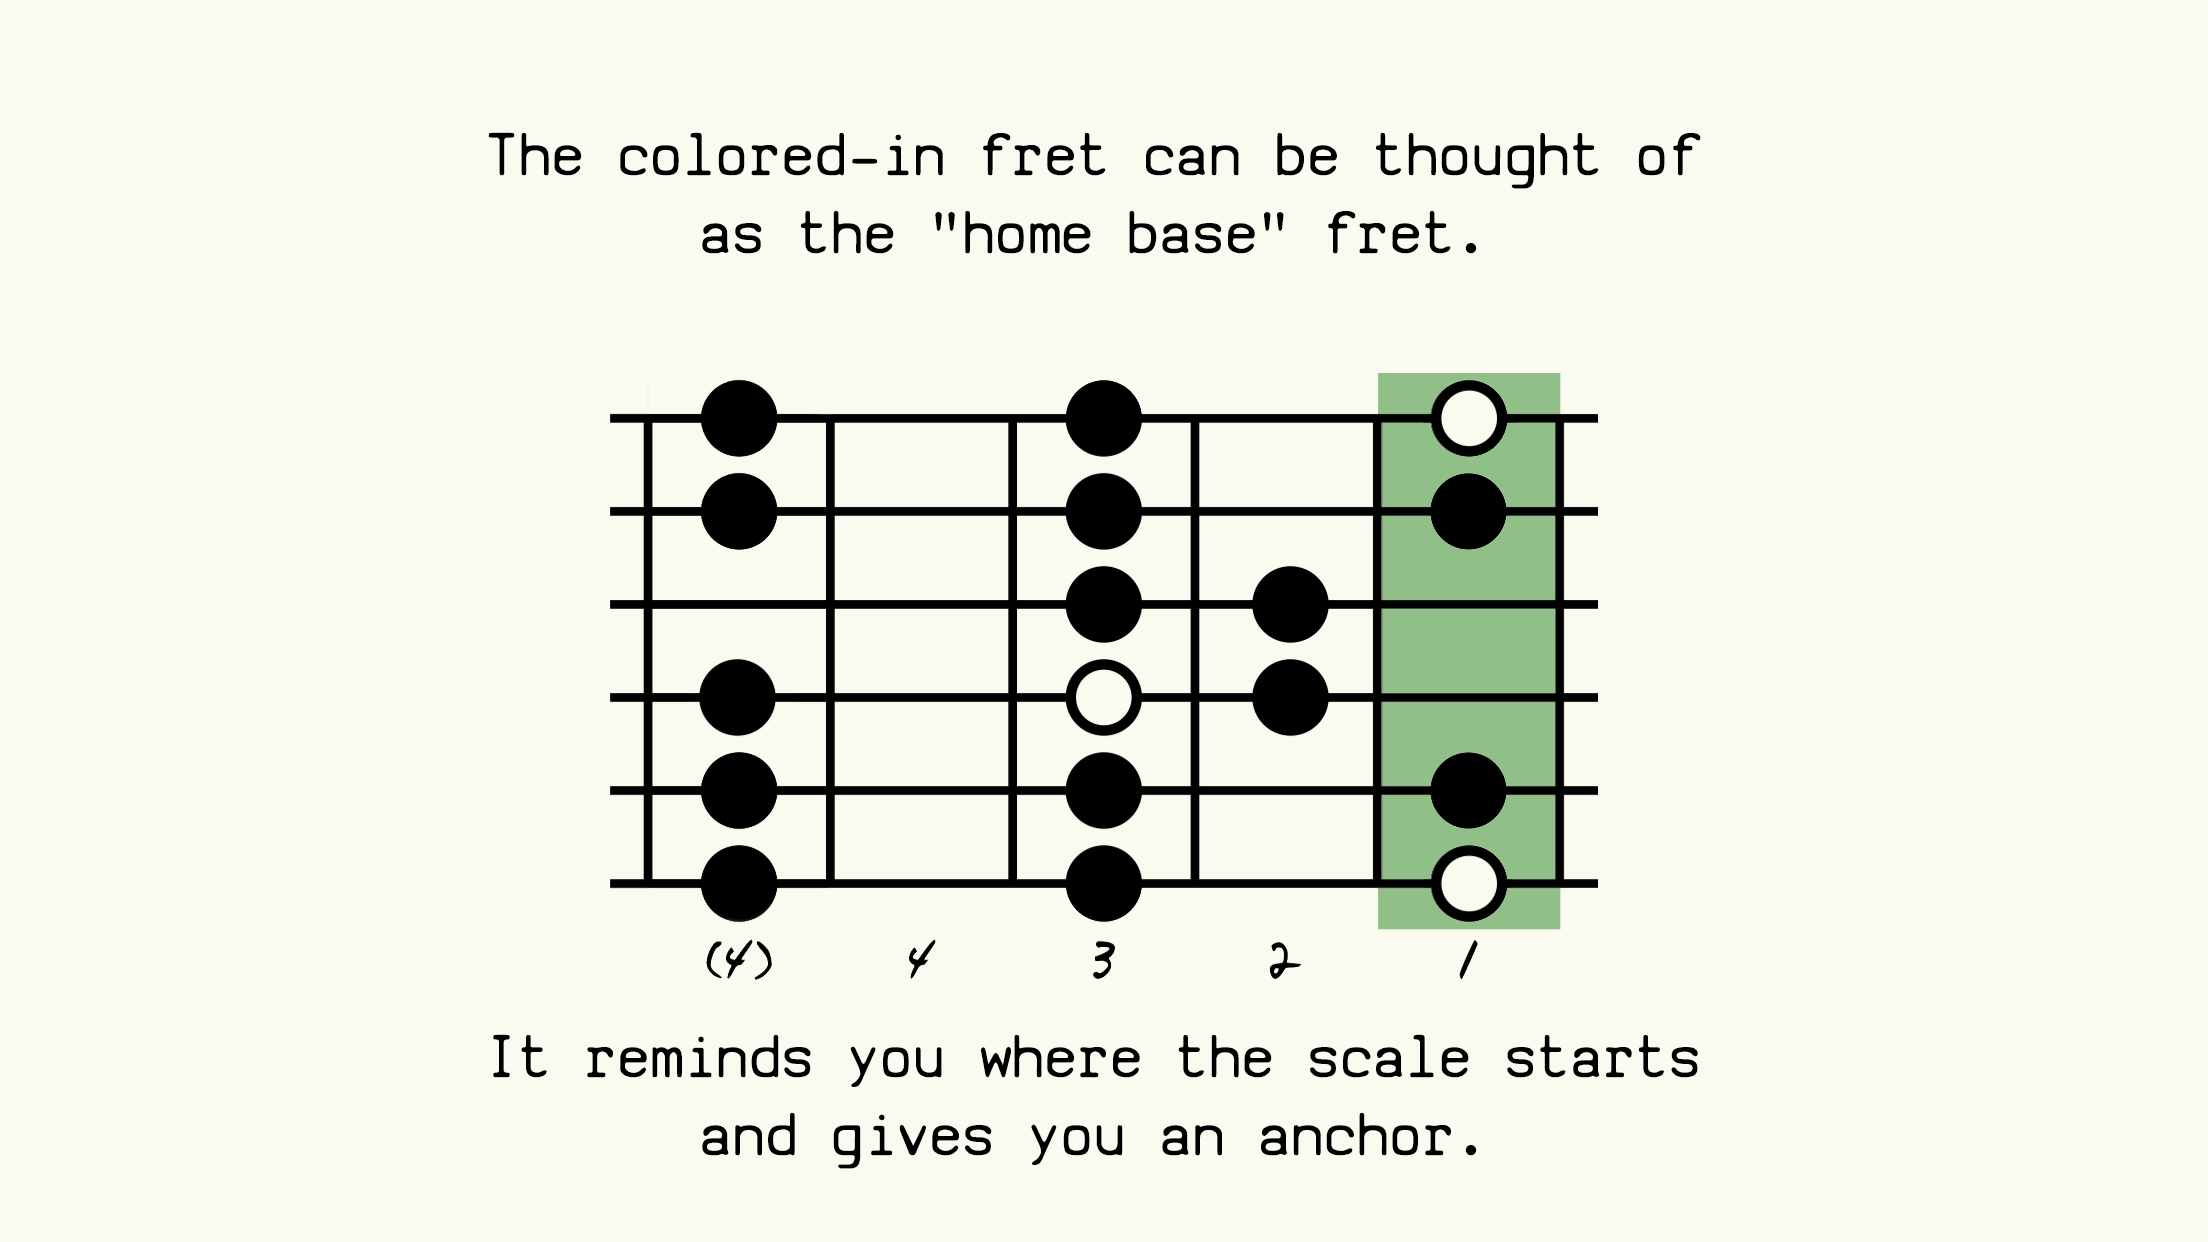 The colored-in fret can be thought of
as the "home base" fret.
(4) 4 3 2 1
It reminds you where the scale starts
and gives you an anchor.